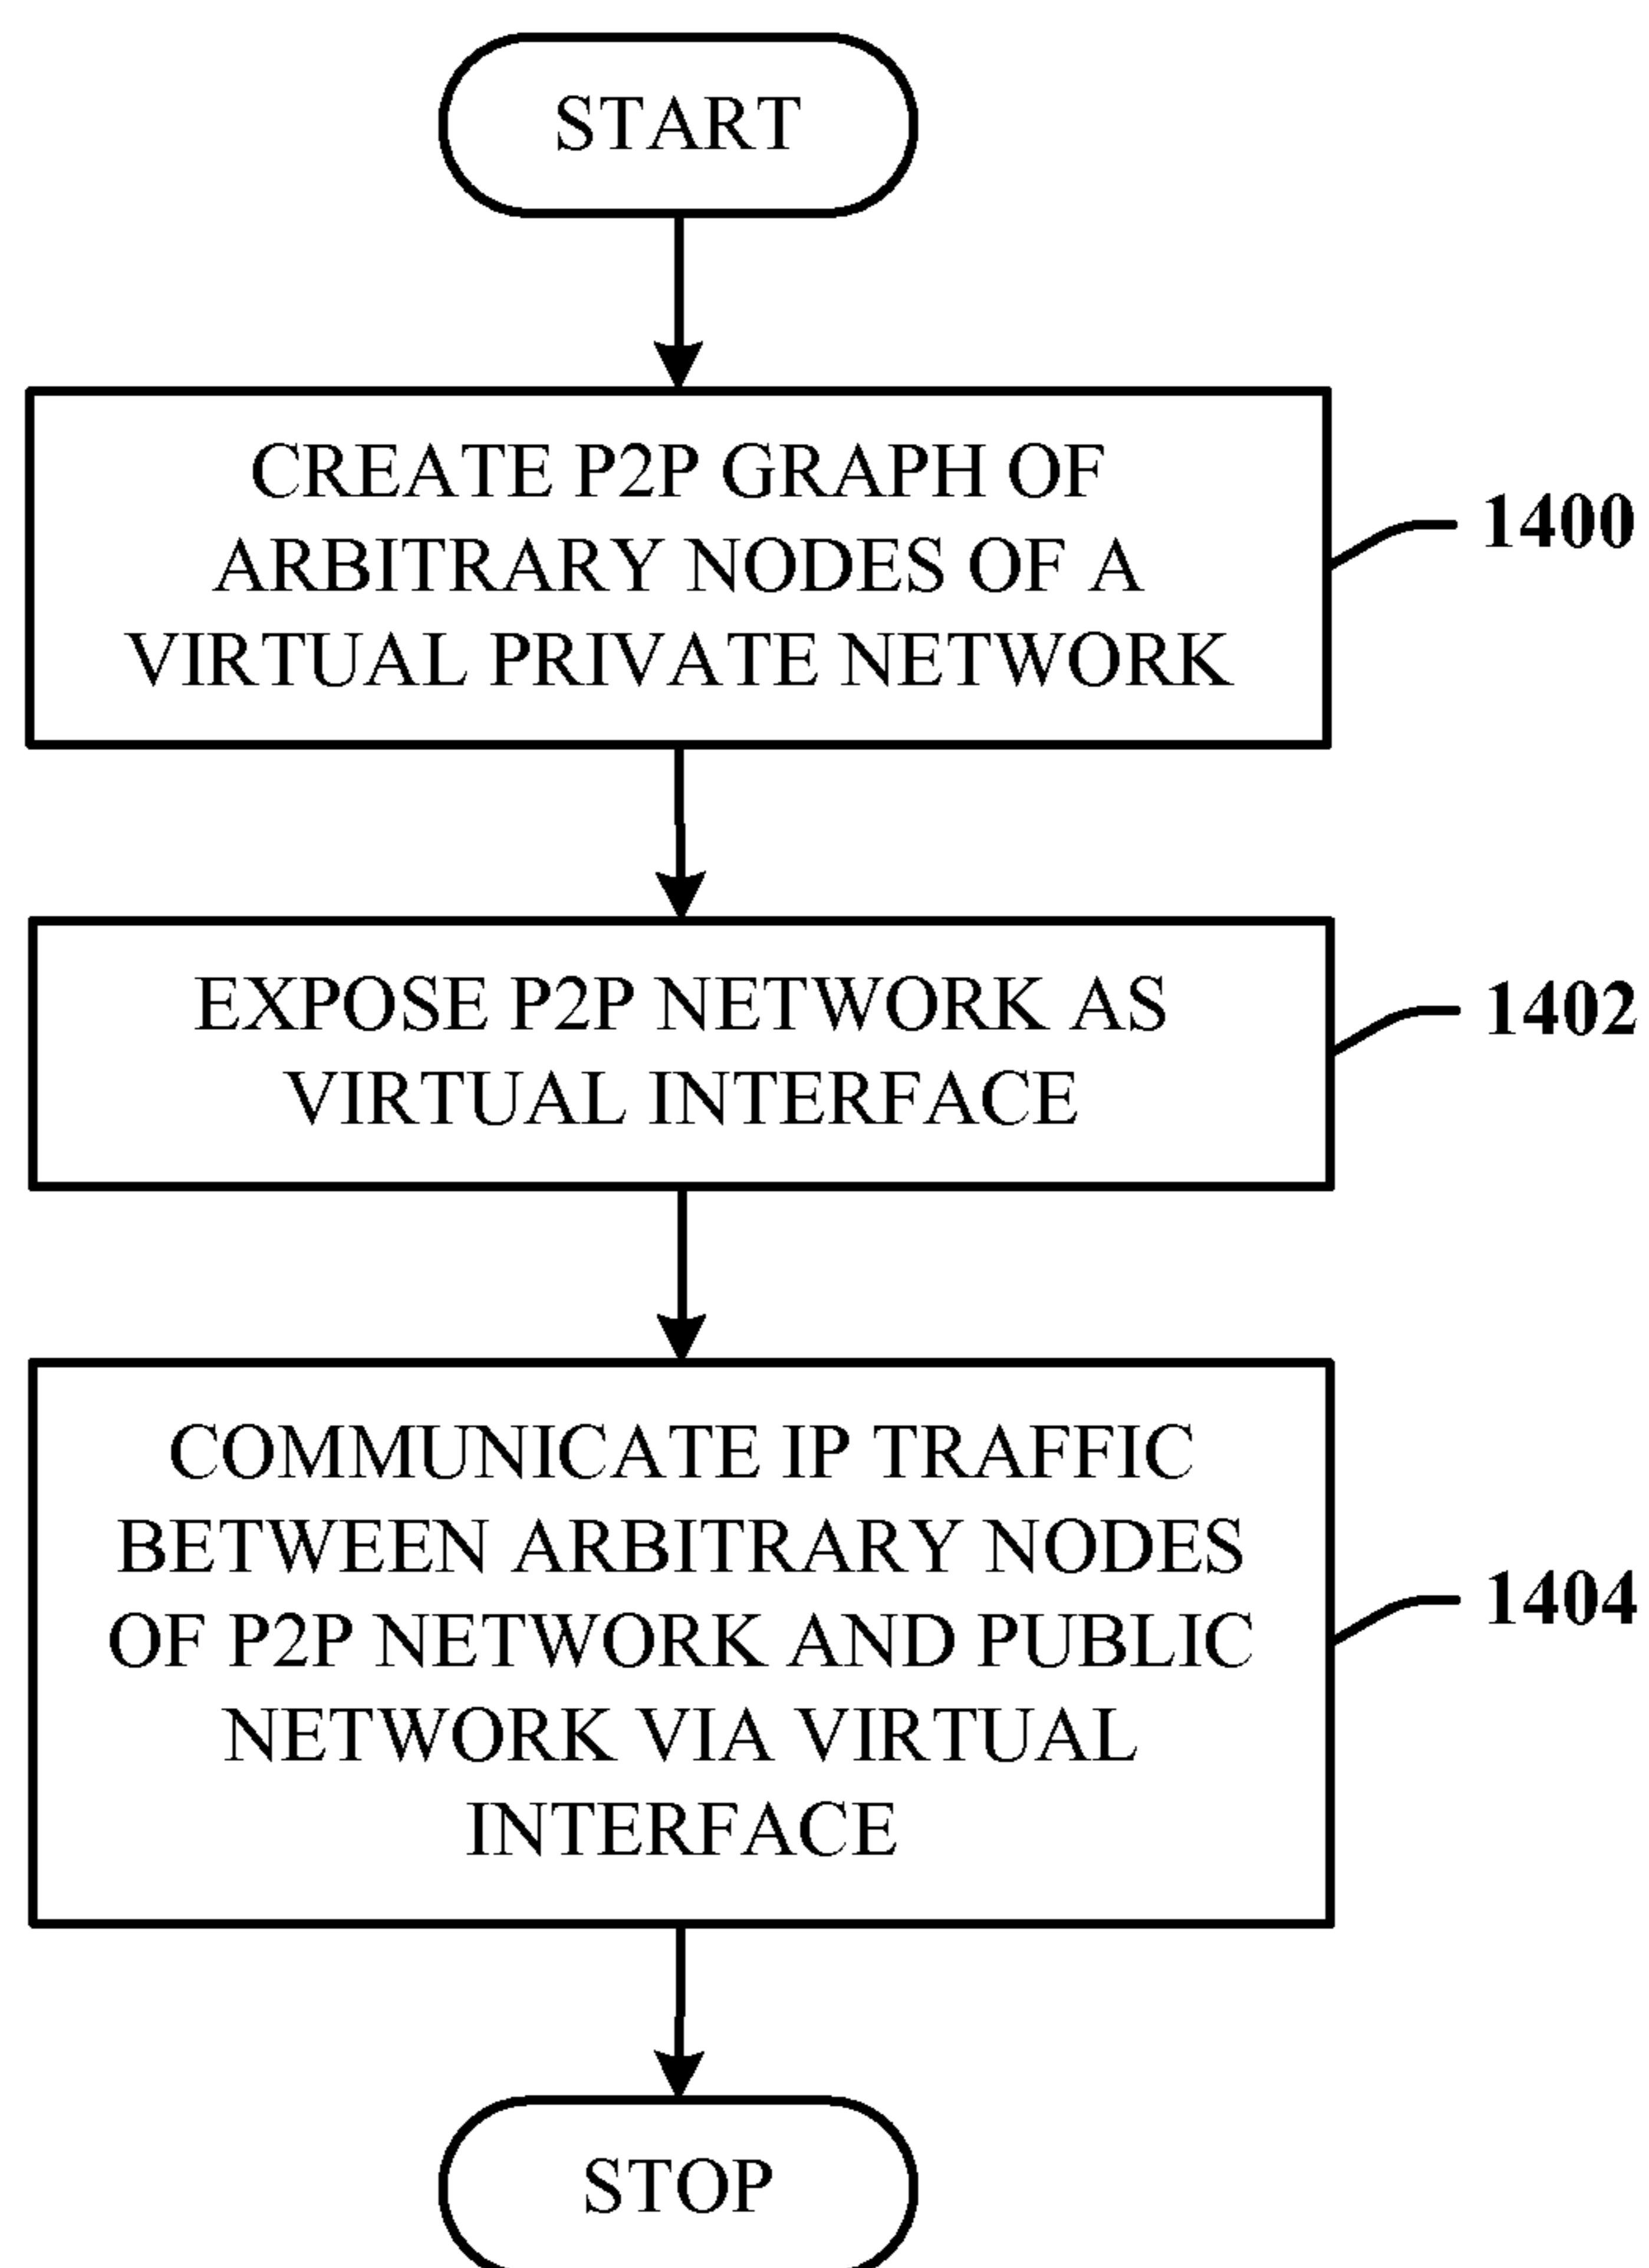 START
CREATE P2P GRAPH OF
ARBITRARY NODES OF A
VIRTUAL PRIVATE NETWORK
1400
EXPOSE P2P NETWORK AS
VIRTUAL INTERFACE
1402
COMMUNICATE IP TRAFFIC
BETWEEN ARBITRARY NODES
OF P2P NETWORK AND PUBLIC
NETWORK VIA VIRTUAL
INTERFACE
1404
STOP